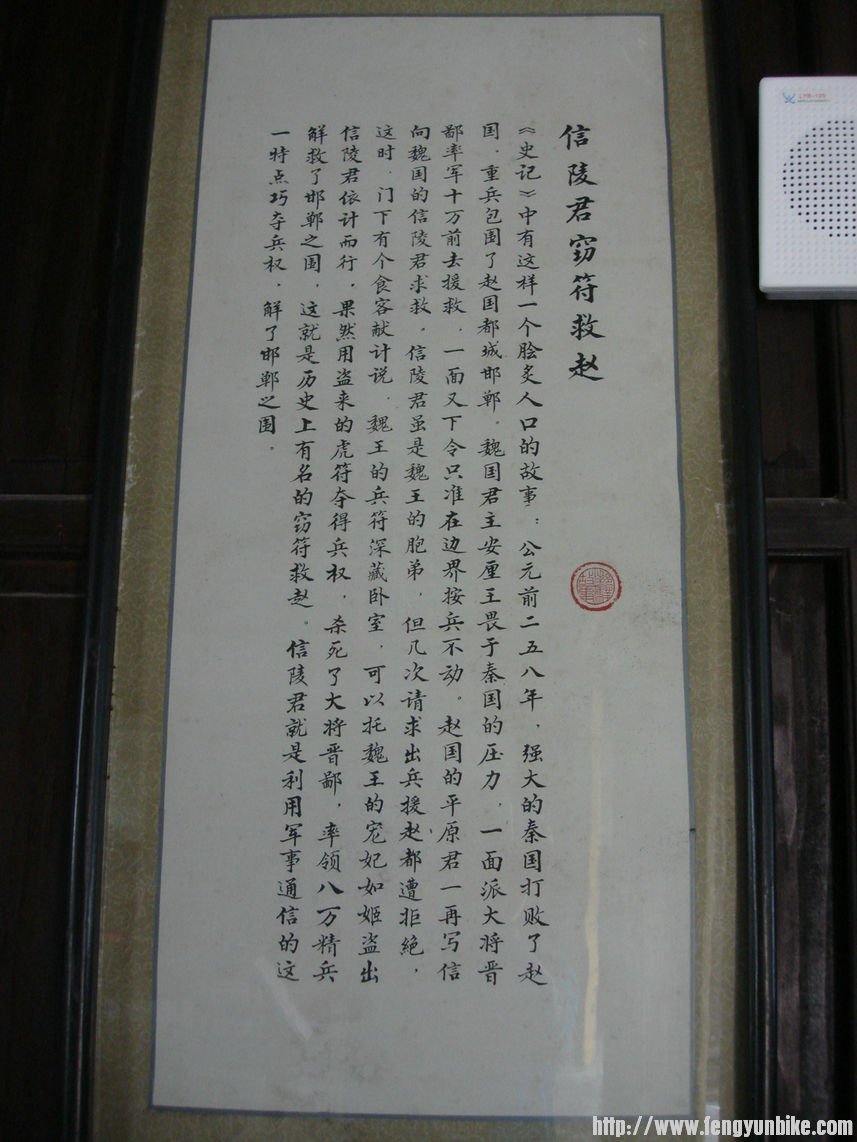 信陵君窃符救赵
《史记》中有这样一个脍炙人口的故事：公元前二五八年，强大的秦国打败了赵
国，重兵包围了赵国都城邯郸。魏国君主安厘王畏于秦国的压力，一面派大将晋
鄙率军十万前去援救，一面又下令只准在边界按兵不动。赵国的平原君一再写信
向魏国的信陵君求救。信陵君虽是魏王的胞弟，但几次请求出兵援赵都遭拒绝，
这时，门下有个食客献计说，魏王的兵符深藏卧室，可以托魏王的宠妃如姬盗出
信陵君依计而行，果然用盗来的虎符夺得兵权，杀死了大将晋鄙，率领八万精兵
解救了邯郸之围，这就是历史上有名的窃符救赵。信陵君就是利用军事通信的这
一特点巧夺兵权，解了邯郸之围。
http://www.fengyunbike.com